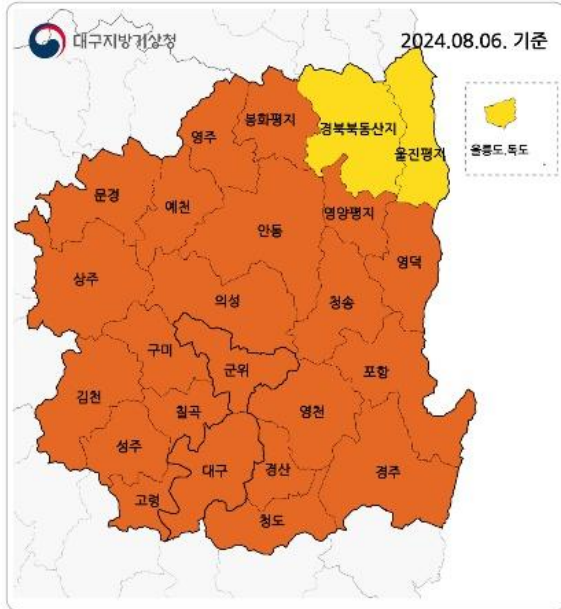 대구지방기상청
2024.08.06. 기준
봉화평지
영주
경북북동산지
울진평지
울릉도.독도
문경
예천
영양평지
안동
상주
영덕
의성
청송
구미
군위
포항
김천
칠곡
영천
성주
대구
경산
경주
고령
청도